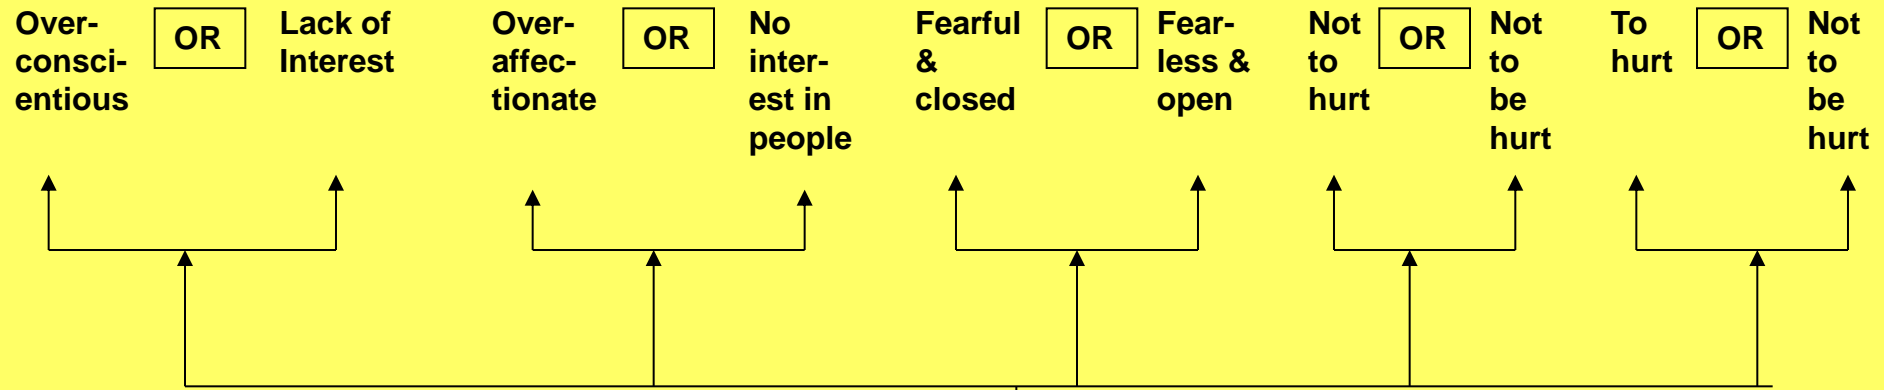 Over-
consci-
entious
OR
Lack of
Interest
Over-
affec-
tionate
OR
No
inter-
est in
people
Fearful
&
closed
OR
Fear-
less &
open
Not
to
hurt
OR
Not
to
be
hurt
To
hurt
OR
Not
to
be
hurt